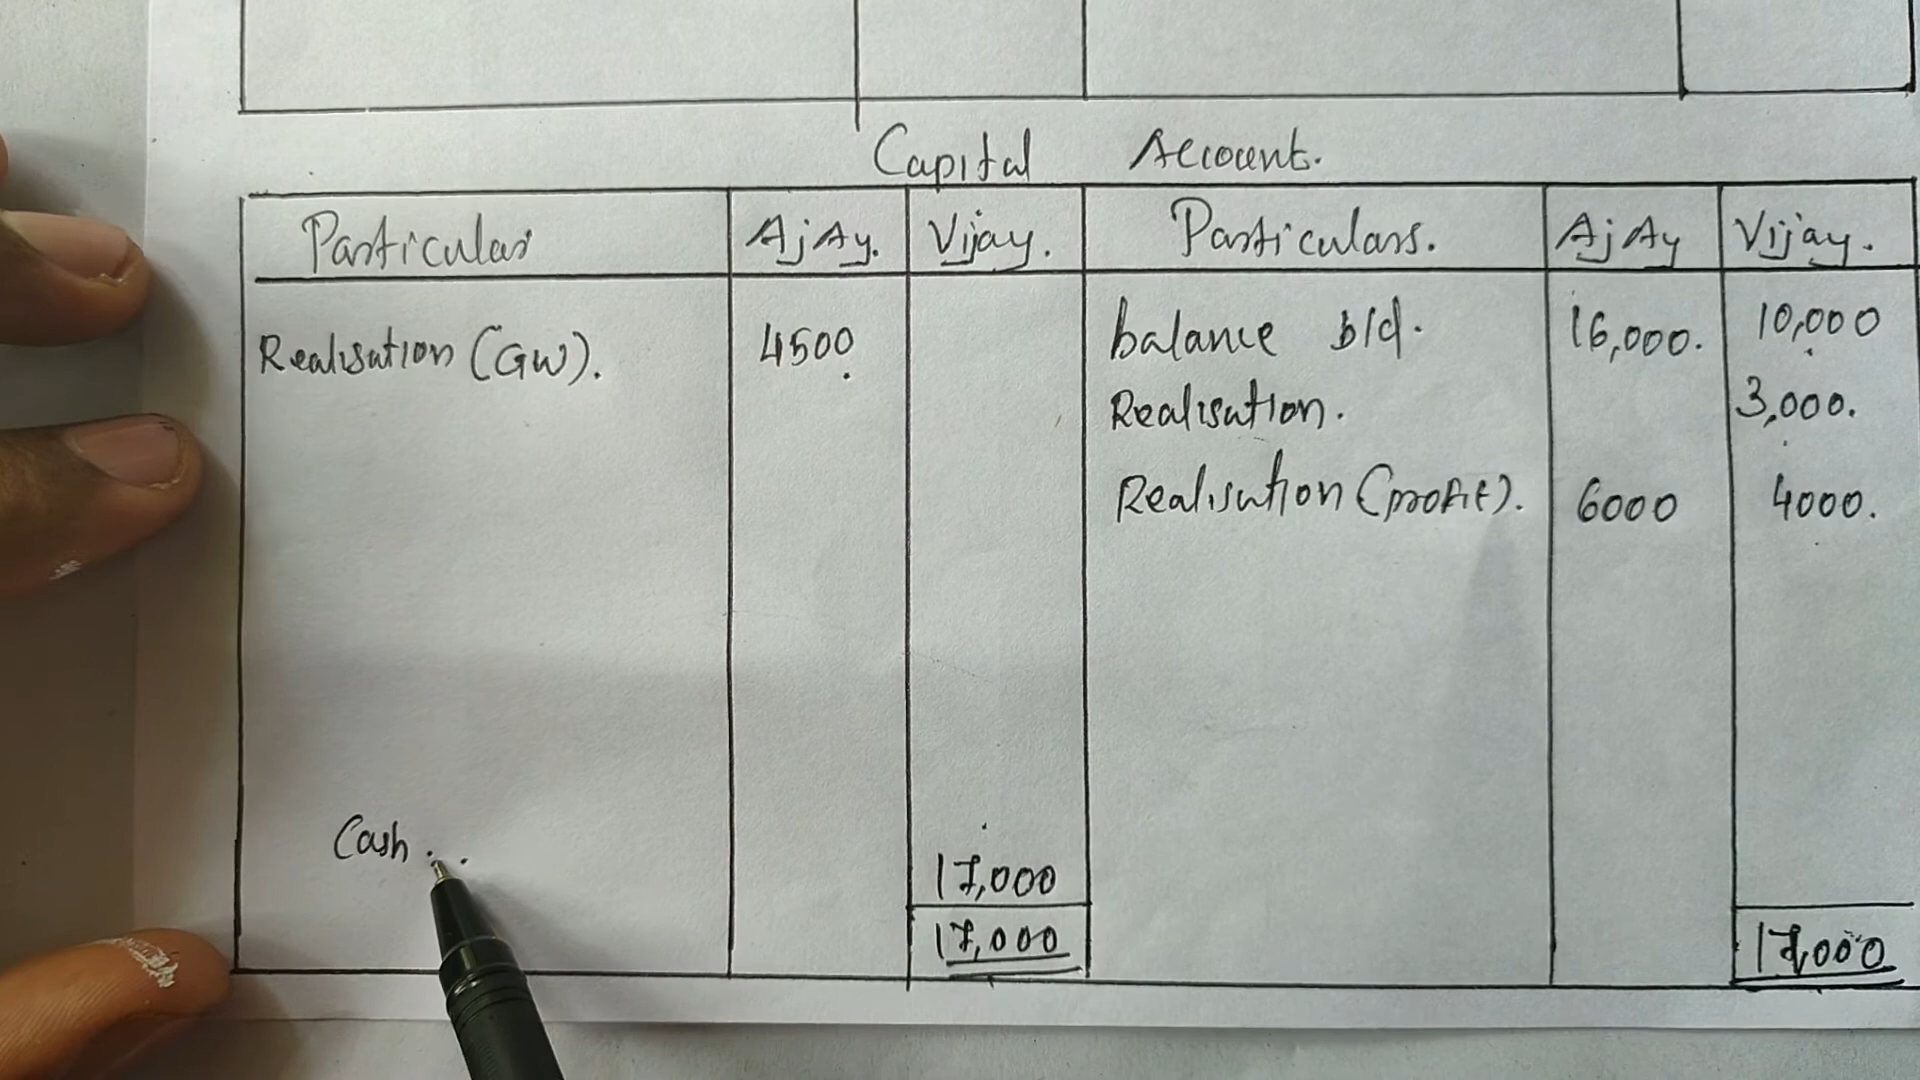 Capital Account.
Particular AjAy. Vijay. Particulars. AjAy Vijay.
Realisation (GW). 4500 balance b/d. 16,000. 10,000
Realisation. 3,000.
Realisation (profit). 6000 4000.
Cash. 17,000
17,000 17,000